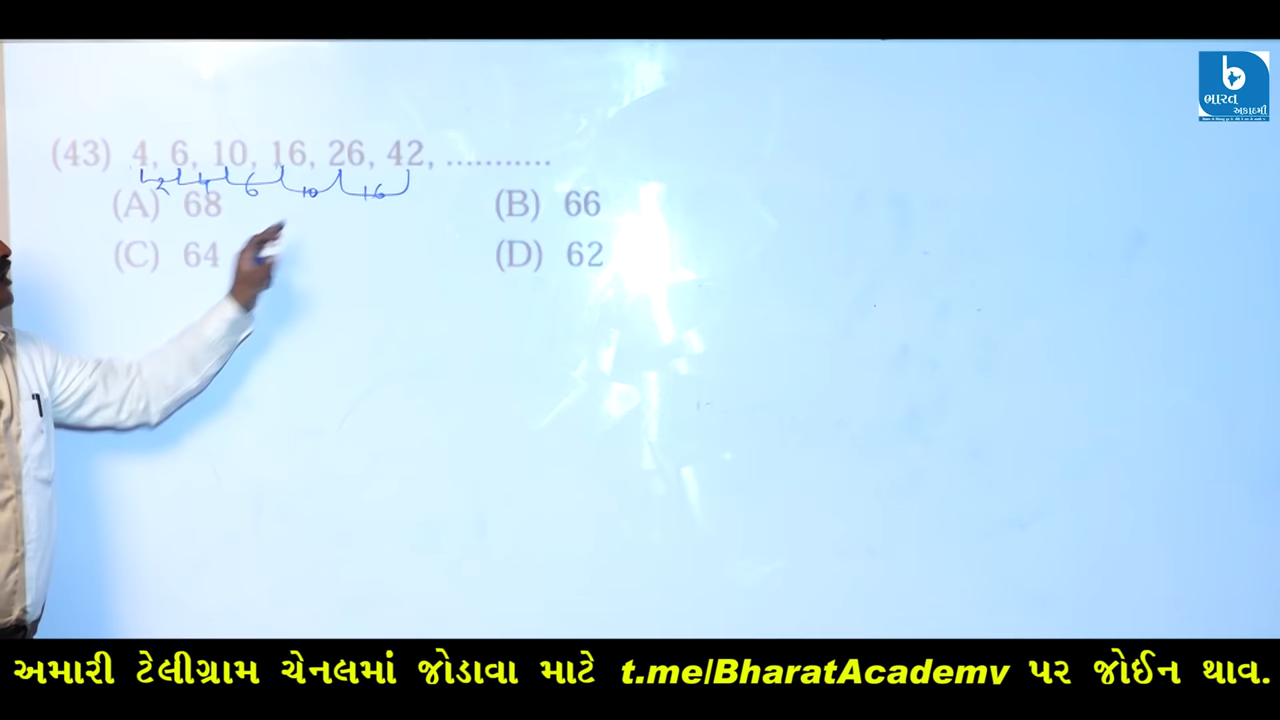 ભારત
અકાદમી
(43) 4, 6, 10, 16, 26, 42, ...........
2 4 6 10 16
(A) 68 (B) 66
(C) 64 (D) 62
અમારી ટેલીગ્રામ ચેનલમાં જોડાવા માટે t.me/BharatAcademy પર જોઈન થાવ.